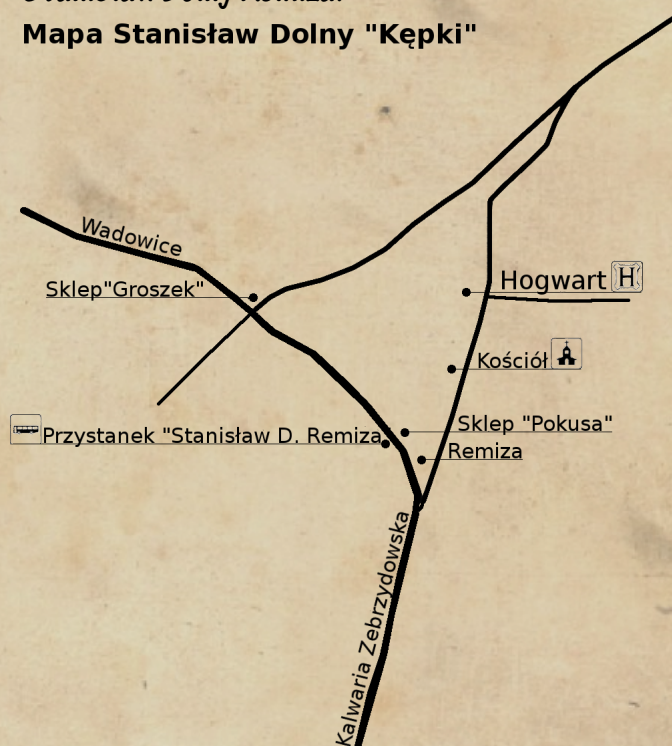 Mapa Stanisław Dolny "Kępki"
Wadowice
Sklep"Groszek"
Hogwart H
Kościół
Sklep "Pokusa"
Przystanek "Stanisław D. Remiza
Remiza
Kalwaria Zebrzydowska